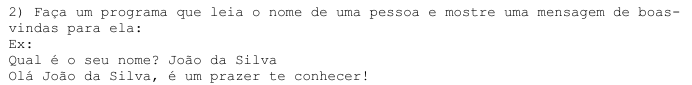 2) Faça um programa que leia o nome de uma pessoa e mostre uma mensagem de boas-
vindas para ela:
Ex:
Qual é o seu nome? João da Silva
Olá João da Silva, é um prazer te conhecer!